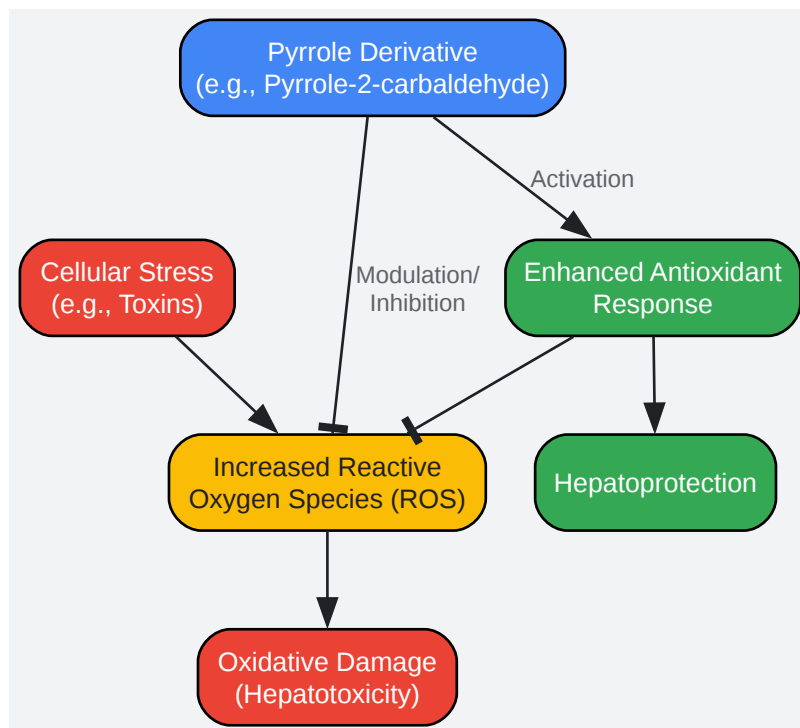 Pyrrole Derivative
(e.g., Pyrrole-2-carbaldehyde)
Activation
Cellular Stress
(e.g., Toxins)
Modulation/
Inhibition
Enhanced Antioxidant
Response
Increased Reactive
Oxygen Species (ROS)
Hepatoprotection
Oxidative Damage
(Hepatotoxicity)